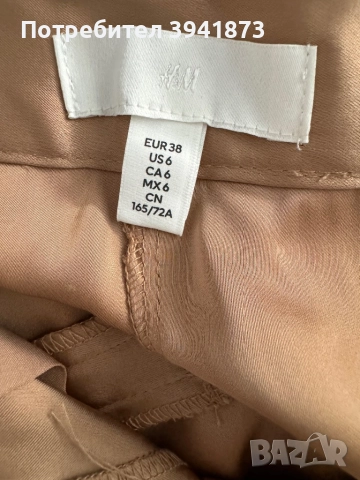 Потребител 3941873
H&M
EUR 38
US 6
CA 6
MX 6
CN
165/72A
BAZAR